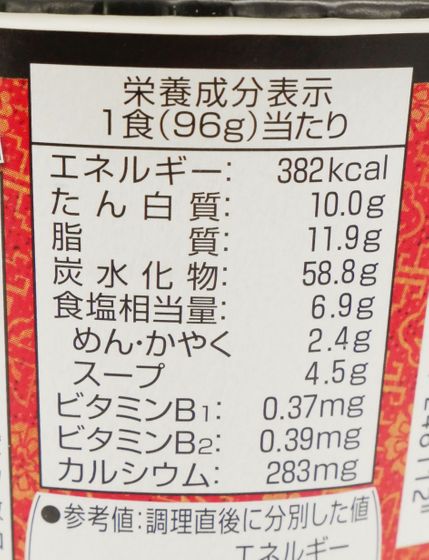 栄養成分表示
1食(96g)当たり
エネルギー: 382kcal
たん白質: 10.0g
脂質: 11.9g
炭水化物: 58.8g
食塩相当量: 6.9g
めん・かやく 2.4g
スープ 4.5g
ビタミンB1: 0.37mg
ビタミンB2: 0.39mg
カルシウム: 283mg
●参考値:調理直後に分別した値
エネルギー